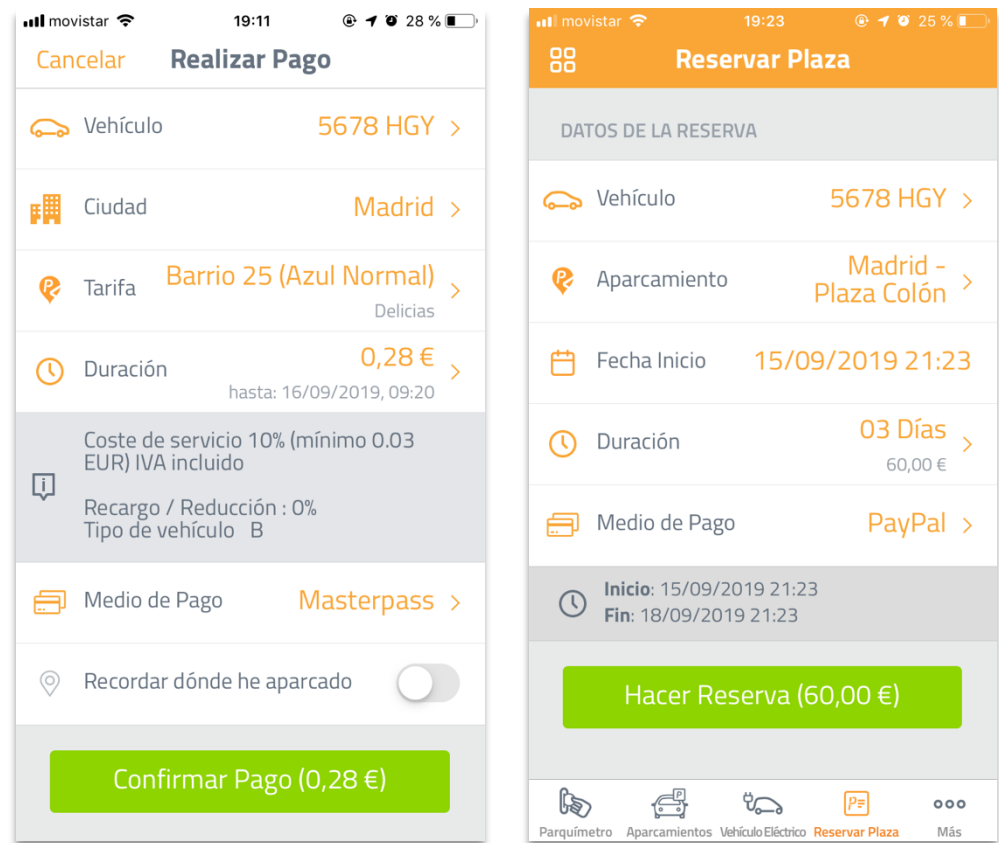 movistar 19:11 28 %
Cancelar Realizar Pago
Vehículo 5678 HGY
Ciudad Madrid
Tarifa Barrio 25 (Azul Normal)
Delicias
Duración 0,28 €
hasta: 16/09/2019, 09:20
Coste de servicio 10% (mínimo 0.03
EUR) IVA incluido
Recargo / Reducción : 0%
Tipo de vehículo B
Medio de Pago Masterpass
Recordar dónde he aparcado
Confirmar Pago (0,28 €)
movistar 19:23 25 %
Reservar Plaza
DATOS DE LA RESERVA
Vehículo 5678 HGY
Aparcamiento Madrid -
Plaza Colón
Fecha Inicio 15/09/2019 21:23
Duración 03 Días
60,00 €
Medio de Pago PayPal
Inicio: 15/09/2019 21:23
Fin: 18/09/2019 21:23
Hacer Reserva (60,00 €)
Parquímetro Aparcamientos Vehículo Eléctrico Reservar Plaza Más